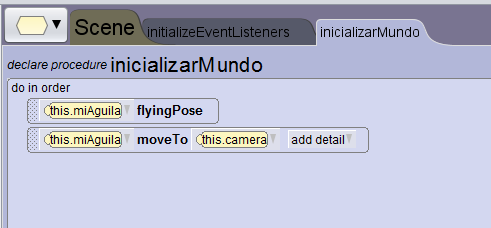 Scene initializeEventListeners inicializarMundo
declare procedure inicializarMundo
do in order
this.miAguila flyingPose
this.miAguila moveTo this.camera add detail